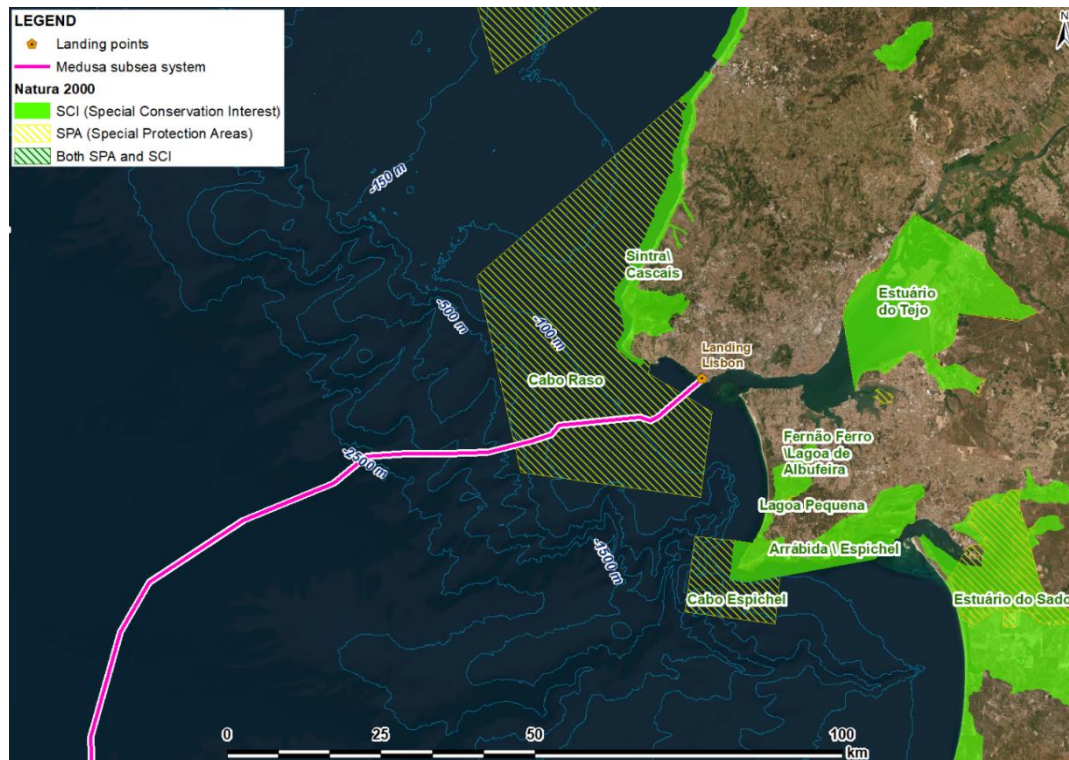 LEGEND
Landing points
Medusa subsea system
Natura 2000
SCI (Special Conservation Interest)
SPA (Special Protection Areas)
Both SPA and SCI
N
-150 m
Sintra\
Cascais
-500 m
-100 m
Estuário
do Tejo
Landing
Lisbon
Cabo Raso
-2500 m
Fernão Ferro
\Lagoa de
Albufeira
Lagoa Pequena
-1500 m
Arrábida \ Espichel
Cabo Espichel
Estuário do Sado
0 25 50 100
km